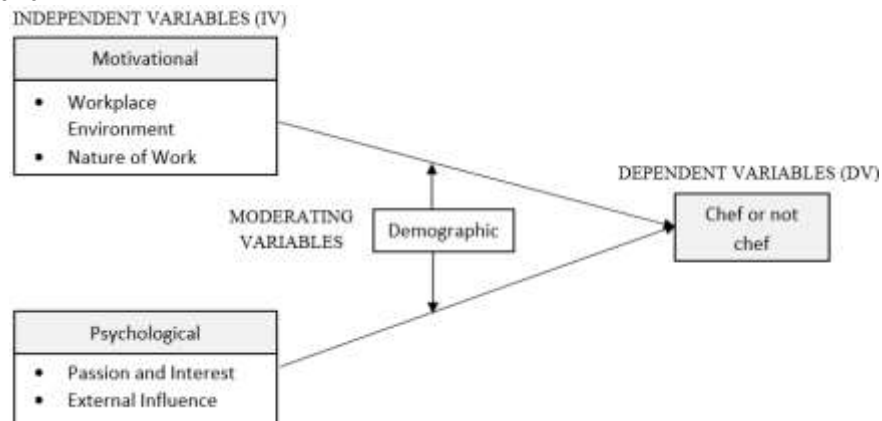 INDEPENDENT VARIABLES (IV)
Motivational
• Workplace
Environment
• Nature of Work
DEPENDENT VARIABLES (DV)
Chef or not
chef
MODERATING
VARIABLES
Demographic
Psychological
• Passion and Interest
• External Influence